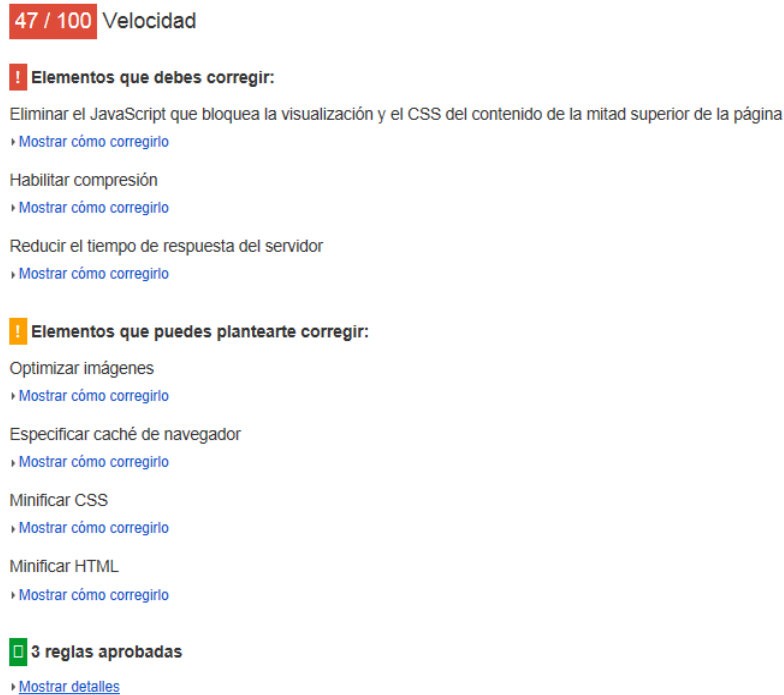 47 / 100 Velocidad
! Elementos que debes corregir:
Eliminar el JavaScript que bloquea la visualización y el CSS del contenido de la mitad superior de la página
Mostrar cómo corregirlo
Habilitar compresión
Mostrar cómo corregirlo
Reducir el tiempo de respuesta del servidor
Mostrar cómo corregirlo
! Elementos que puedes plantearte corregir:
Optimizar imágenes
Mostrar cómo corregirlo
Especificar caché de navegador
Mostrar cómo corregirlo
Minificar CSS
Mostrar cómo corregirlo
Minificar HTML
Mostrar cómo corregirlo
3 reglas aprobadas
Mostrar detalles